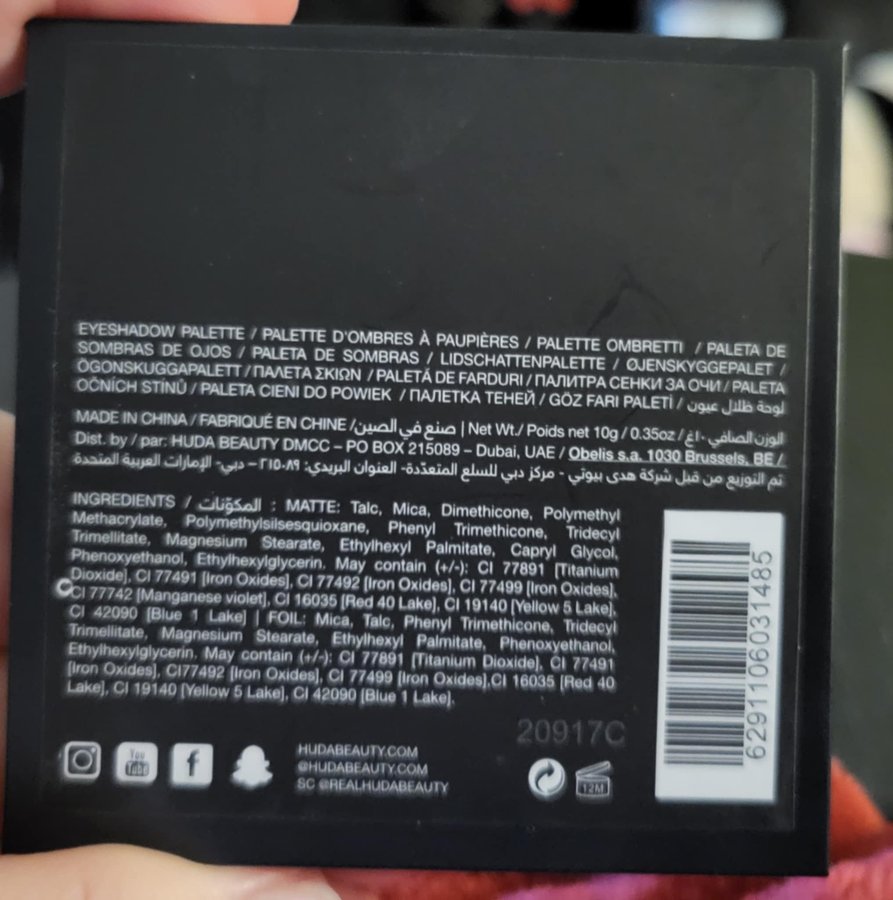 EYESHADOW PALETTE / PALETTE D'OMBRES À PAUPIÈRES / PALETTE OMBRETTI / PALETA DE
SOMBRAS DE OJOS / PALETA DE SOMBRAS / LIDSCHATTENPALETTE / ØJENSKYGGEPALET /
ÖGONSKUGGAPALETT / ΠΑΛΕΤΑ ΣΚΙΩΝ / PALETĂ DE FARDURI / ПАЛИТРА СЕНКИ ЗА ОЧИ / PALETA
OČNÍCH STÍNŮ / PALETA CIENI DO POWIEK / ПАЛЕТКА ТЕНЕЙ / GÖZ FARI PALETİ / لوحة ظلال عيون
MADE IN CHINA / FABRIQUÉ EN CHINE / صنع في الصين | Net Wt./ Poids net 10g / 0.35oz / الوزن الصافي ١٠غ
Dist. by / par: HUDA BEAUTY DMCC – PO BOX 215089 – Dubai, UAE / Obelis s.a. 1030 Brussels, BE /
تم التوزيع من قبل شركة هدى بيوتي - مركز دبي للسلع المتعدّدة- العنوان البريدي: ٢١٥٠٨٩ – دبي- الإمارات العربية المتحدة
INGREDIENTS / المكوّنات : MATTE: Talc, Mica, Dimethicone, Polymethyl
Methacrylate, Polymethylsilsesquioxane, Phenyl Trimethicone, Tridecyl
Trimellitate, Magnesium Stearate, Ethylhexyl Palmitate, Capryl Glycol,
Phenoxyethanol, Ethylhexylglycerin. May contain (+/-): CI 77891 [Titanium
Dioxide], CI 77491 [Iron Oxides], CI 77492 [Iron Oxides], CI 77499 [Iron Oxides],
CI 77742 [Manganese violet], CI 16035 [Red 40 Lake], CI 19140 [Yellow 5 Lake],
CI 42090 [Blue 1 Lake] | FOIL: Mica, Talc, Phenyl Trimethicone, Tridecyl
Trimellitate, Magnesium Stearate, Ethylhexyl Palmitate, Phenoxyethanol,
Ethylhexylglycerin. May contain (+/-): CI 77891 [Titanium Dioxide], CI 77491
[Iron Oxides], CI77492 [Iron Oxides], CI 77499 [Iron Oxides],CI 16035 [Red 40
Lake], CI 19140 [Yellow 5 Lake], CI 42090 [Blue 1 Lake].
6291106031485
20917C
You Tube
HUDABEAUTY.COM
@HUDABEAUTY.COM
SC @REALHUDABEAUTY
12M